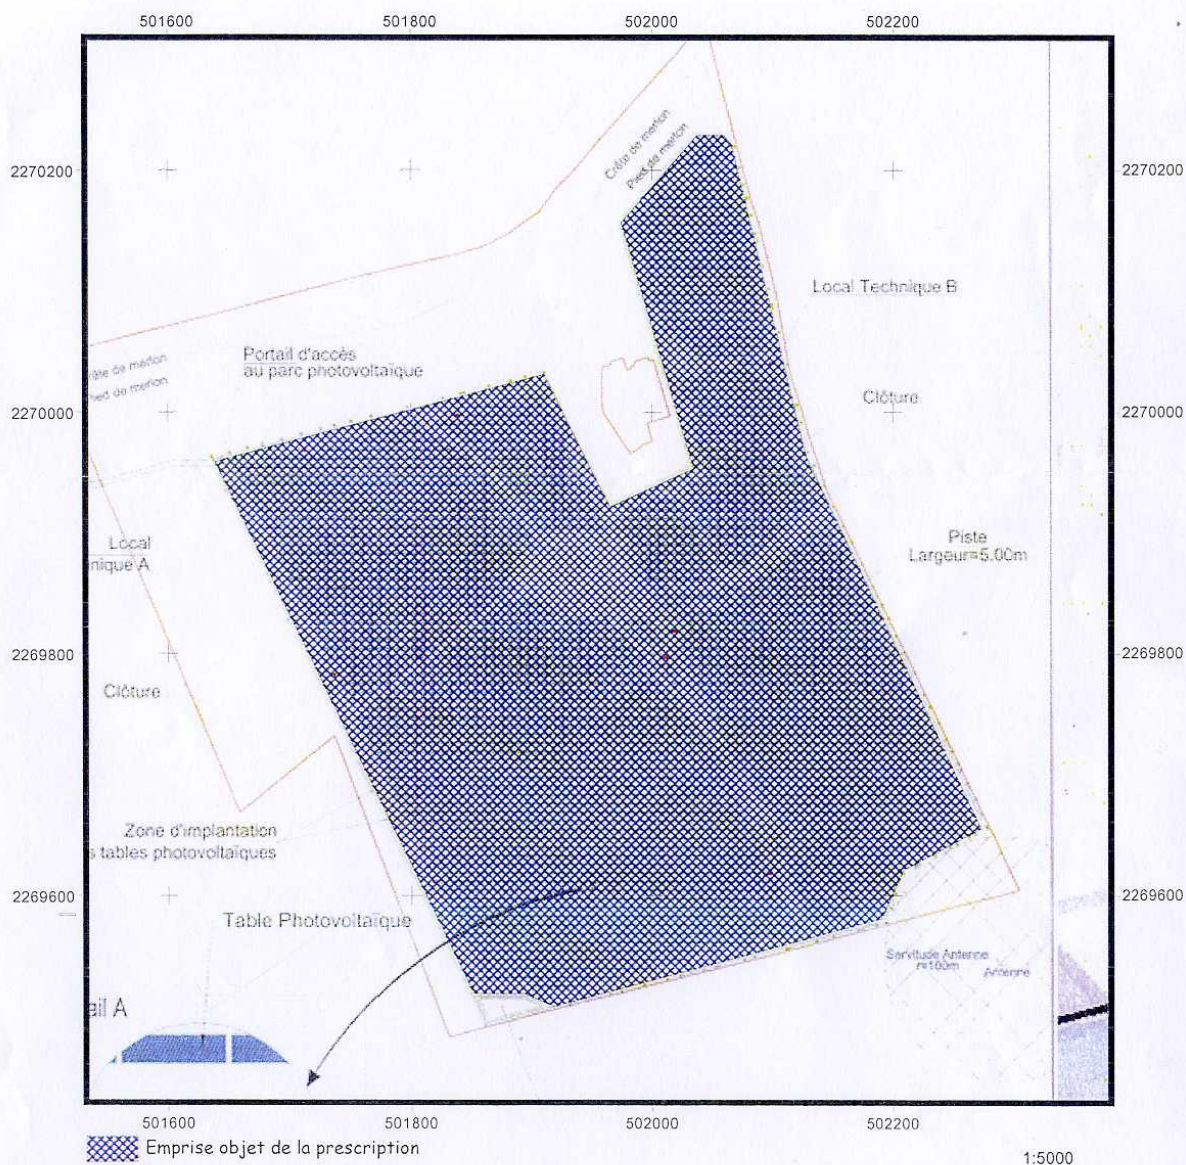 501600 501800 502000 502200
Crête de merlon
Pied de merlon
2270200 2270200
Local Technique B
Portail d'accès
au parc photovoltaïque
Clôture
2270000 2270000
Local
Piste
Largeur=5.00m
2269800 2269800
Clôture
Zone d'implantation
s tables photovoltaïques
2269600 2269600
Table Photovoltaïque
Servitude Antenne
r=100m
Antenne
ail A
501600 501800 502000 502200
Emprise objet de la prescription
1:5000